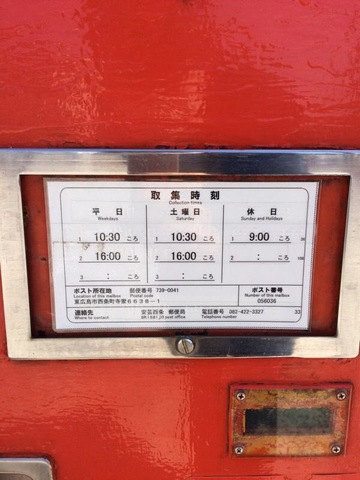 取集時刻
Collection times
平日 土曜日 休日
Weekdays Saturday Sunday and Holidays
1 10:30 ころ 1 10:30 ころ 1 9:00 ころ
2 16:00 ころ 2 16:00 ころ 2 : ころ
3 : ころ 3 : ころ
ポスト所在地 郵便番号 739-0041 ポスト番号
Location of this mailbox Postal code Number of this mailbox
東広島市西条町寺家6638-1 058036
連絡先 安芸西条 郵便局 電話番号 082-422-3327 33
Where to contact post office Telephone number